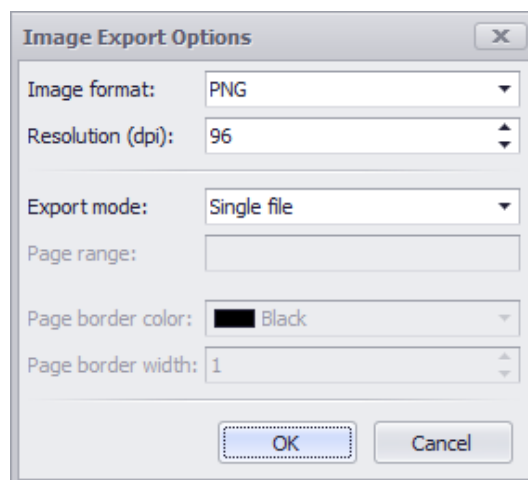 Image Export Options
Image format: PNG
Resolution (dpi): 96
Export mode: Single file
Page range:
Page border color: Black
Page border width: 1
OK Cancel